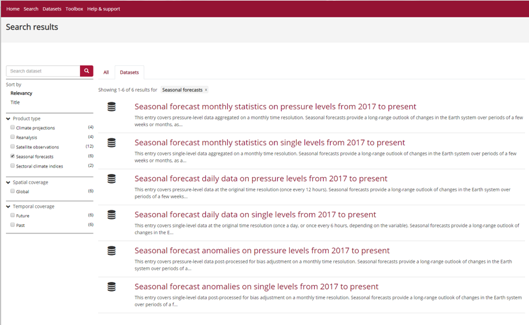 Home Search Datasets Toolbox Help & support
Search results
Search dataset
Sort by
Relevancy
Title
Product type
Climate projections (4)
Reanalysis (4)
Satellite observations (12)
Seasonal forecasts (6)
Sectoral climate indices (2)
Spatial coverage
Global (6)
Temporal coverage
Future (6)
Past (6)
All Datasets
Showing 1-6 of 6 results for Seasonal forecasts ×
Seasonal forecast monthly statistics on pressure levels from 2017 to present
This entry covers pressure-level data aggregated on a monthly time resolution. Seasonal forecasts provide a long-range outlook of changes in the Earth system over periods of a few
weeks or months, as...
Seasonal forecast monthly statistics on single levels from 2017 to present
This entry covers single-level data aggregated on a monthly time resolution. Seasonal forecasts provide a long-range outlook of changes in the Earth system over periods of a few
weeks or months, as a...
Seasonal forecast daily data on pressure levels from 2017 to present
This entry covers pressure-level data at the original time resolution (once every 12 hours). Seasonal forecasts provide a long-range outlook of changes in the Earth system over
periods of a few weeks...
Seasonal forecast daily data on single levels from 2017 to present
This entry covers single-level data at the original time resolution (once a day, or once every 6 hours, depending on the variable). Seasonal forecasts provide a long-range outlook of
changes in the E...
Seasonal forecast anomalies on pressure levels from 2017 to present
This entry covers pressure-level data post-processed for bias adjustment on a monthly time resolution. Seasonal forecasts provide a long-range outlook of changes in the Earth
system over periods of a...
Seasonal forecast anomalies on single levels from 2017 to present
This entry covers single-level data post-processed for bias adjustment on a monthly time resolution. Seasonal forecasts provide a long-range outlook of changes in the Earth system over
periods of a f...